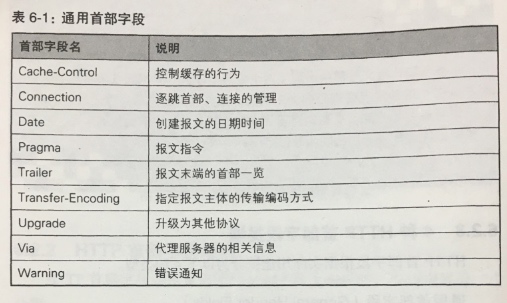 表 6-1：通用首部字段
首部字段名 说明
Cache-Control 控制缓存的行为
Connection 逐跳首部、连接的管理
Date 创建报文的日期时间
Pragma 报文指令
Trailer 报文末端的首部一览
Transfer-Encoding 指定报文主体的传输编码方式
Upgrade 升级为其他协议
Via 代理服务器的相关信息
Warning 错误通知